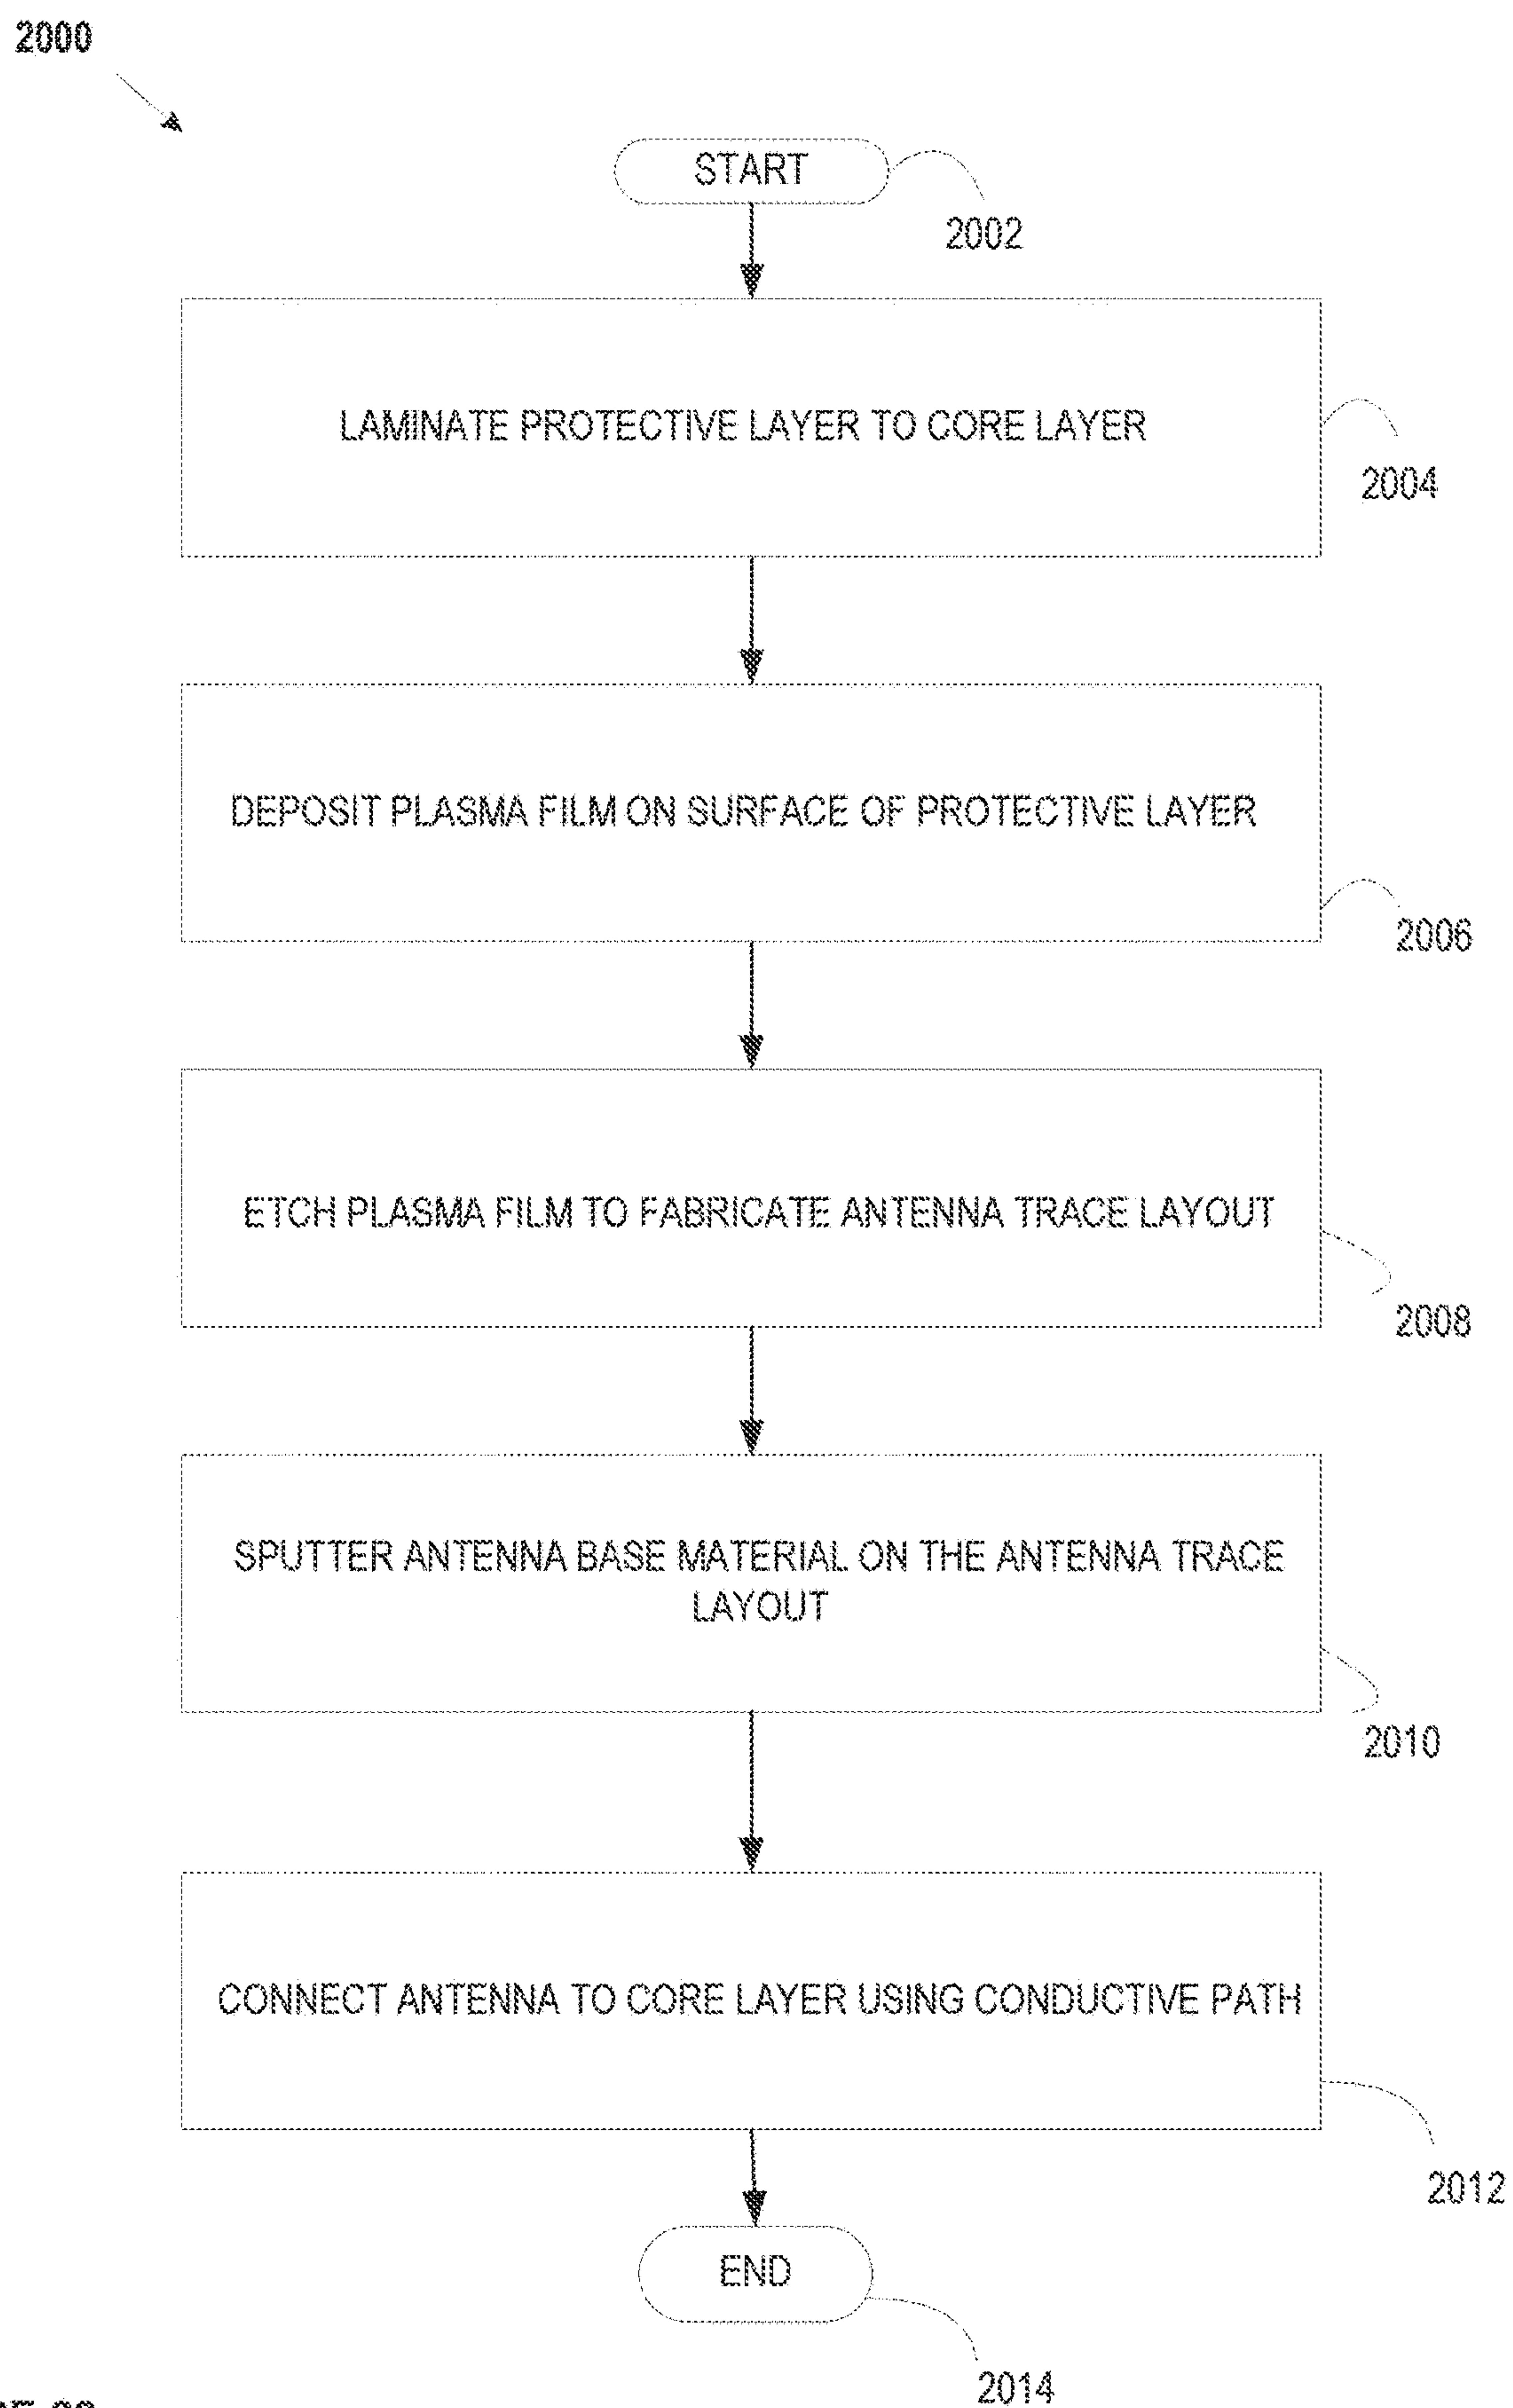 2000
START
2002
LAMINATE PROTECTIVE LAYER TO CORE LAYER
2004
DEPOSIT PLASMA FILM ON SURFACE OF PROTECTIVE LAYER
2006
ETCH PLASMA FILM TO FABRICATE ANTENNA TRACE LAYOUT
2008
SPUTTER ANTENNA BASE MATERIAL ON THE ANTENNA TRACE
LAYOUT
2010
CONNECT ANTENNA TO CORE LAYER USING CONDUCTIVE PATH
2012
END
2014